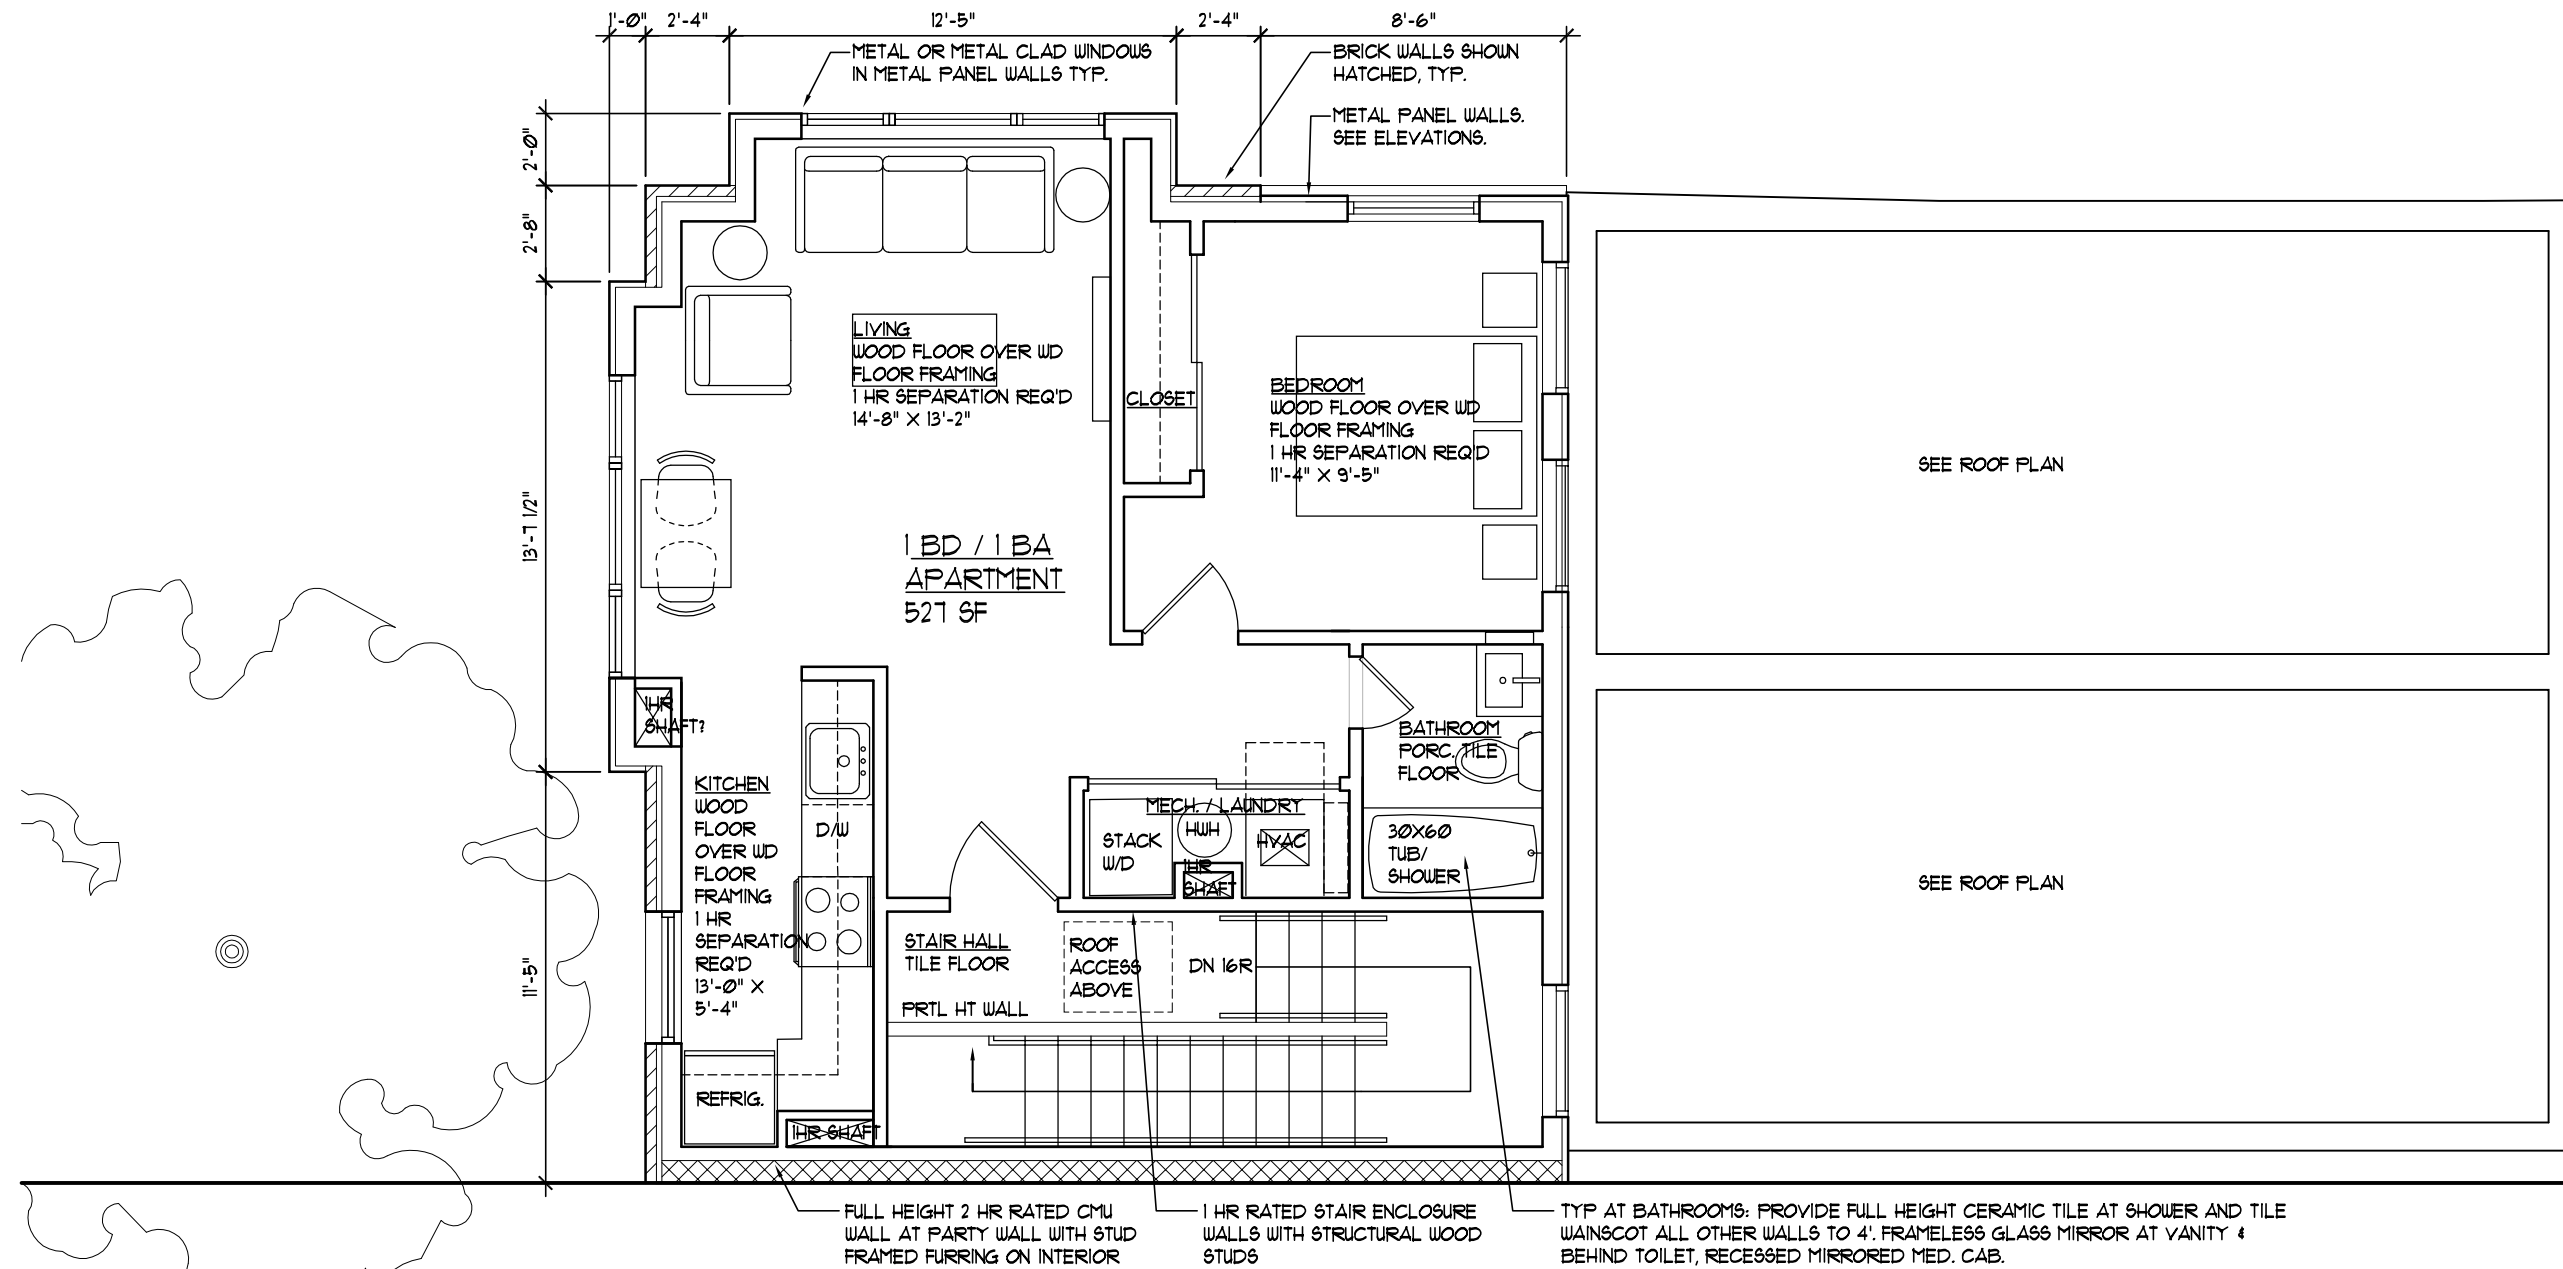 1'-0" 2'-4" 12'-5" 2'-4" 8'-6"
METAL OR METAL CLAD WINDOWS
IN METAL PANEL WALLS TYP.
BRICK WALLS SHOWN
HATCHED, TYP.
METAL PANEL WALLS.
SEE ELEVATIONS.
2'-0"
2'-8"
13'-7 1/2"
11'-5"
LIVING
WOOD FLOOR OVER WD
FLOOR FRAMING
1 HR SEPARATION REQ'D
14'-8" X 13'-2"
CLOSET
BEDROOM
WOOD FLOOR OVER WD
FLOOR FRAMING
1 HR SEPARATION REQ'D
11'-4" X 9'-5"
SEE ROOF PLAN
1 BD / 1 BA
APARTMENT
527 SF
1HR
SHAFT?
KITCHEN
WOOD
FLOOR
OVER WD
FLOOR
FRAMING
1 HR
SEPARATION
REQ'D
13'-0" X
5'-4"
D/W
REFRIG.
1HR SHAFT
MECH. / LAUNDRY
STACK
W/D
HWH
HVAC
1HR
SHAFT
BATHROOM
PORC. TILE
FLOOR
30X60
TUB/
SHOWER
SEE ROOF PLAN
STAIR HALL
TILE FLOOR
ROOF
ACCESS
ABOVE
DN 16R
PRTL HT WALL
FULL HEIGHT 2 HR RATED CMU
WALL AT PARTY WALL WITH STUD
FRAMED FURRING ON INTERIOR
1 HR RATED STAIR ENCLOSURE
WALLS WITH STRUCTURAL WOOD
STUDS
TYP AT BATHROOMS: PROVIDE FULL HEIGHT CERAMIC TILE AT SHOWER AND TILE
WAINSCOT ALL OTHER WALLS TO 4'. FRAMELESS GLASS MIRROR AT VANITY &
BEHIND TOILET, RECESSED MIRRORED MED. CAB.